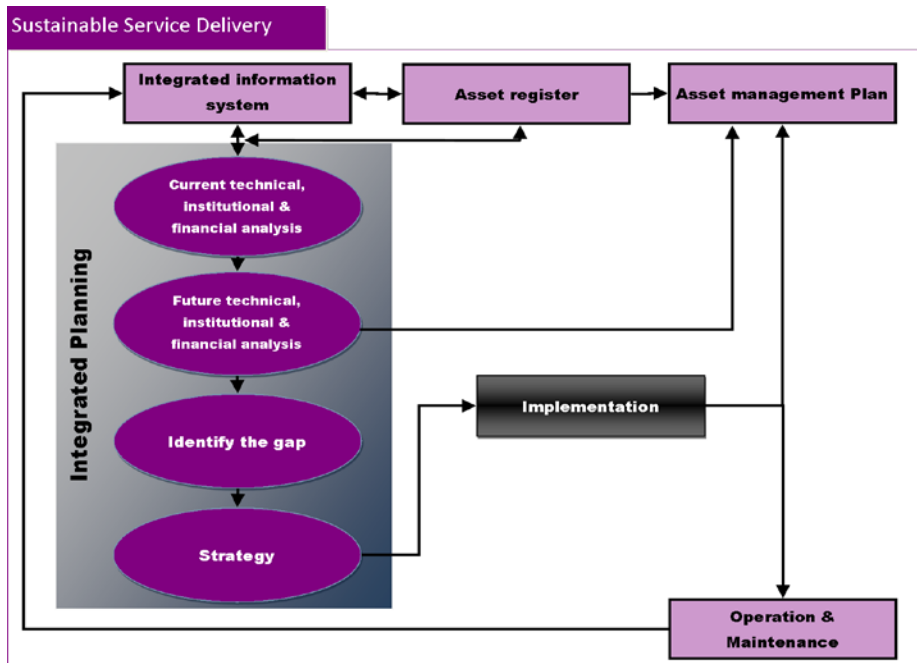 Sustainable Service Delivery
Integrated information
system
Asset register
Asset management Plan
Integrated Planning
Current technical,
institutional &
financial analysis
Future technical,
institutional &
financial analysis
Identify the gap
Implementation
Strategy
Operation &
Maintenance